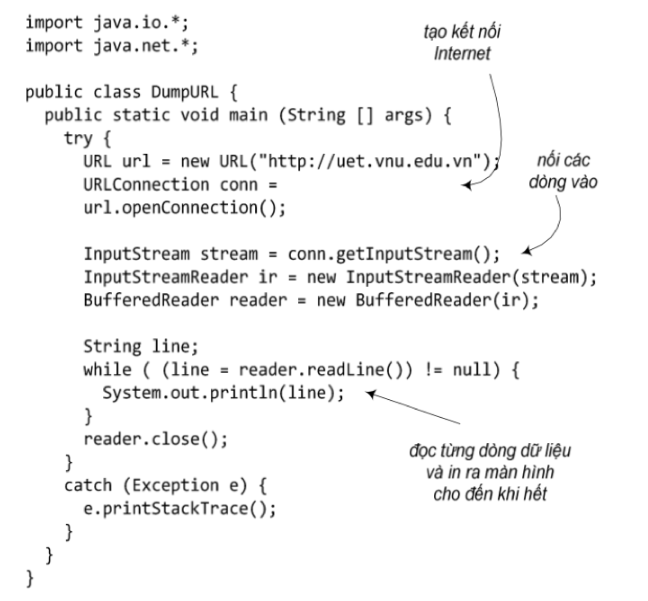 import java.io.*;
import java.net.*;
tạo kết nối
Internet
public class DumpURL {
public static void main (String [] args) {
try {
URL url = new URL("http://uet.vnu.edu.vn");
URLConnection conn =
url.openConnection();
nối các
dòng vào
InputStream stream = conn.getInputStream();
InputStreamReader ir = new InputStreamReader(stream);
BufferedReader reader = new BufferedReader(ir);
String line;
while ( (line = reader.readLine()) != null) {
System.out.println(line);
}
reader.close();
đọc từng dòng dữ liệu
và in ra màn hình
cho đến khi hết
}
catch (Exception e) {
e.printStackTrace();
}
}
}